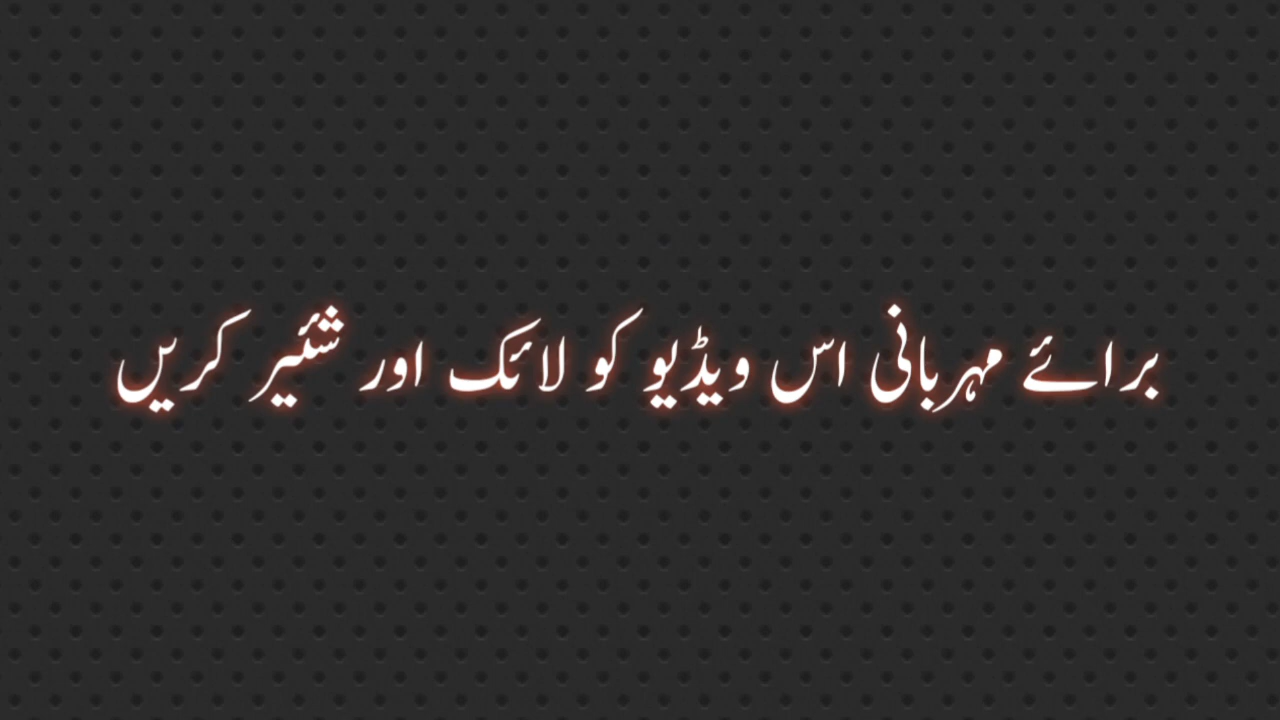 برائے مہربانی اس ویڈیو کو لائک اور شئیر کریں